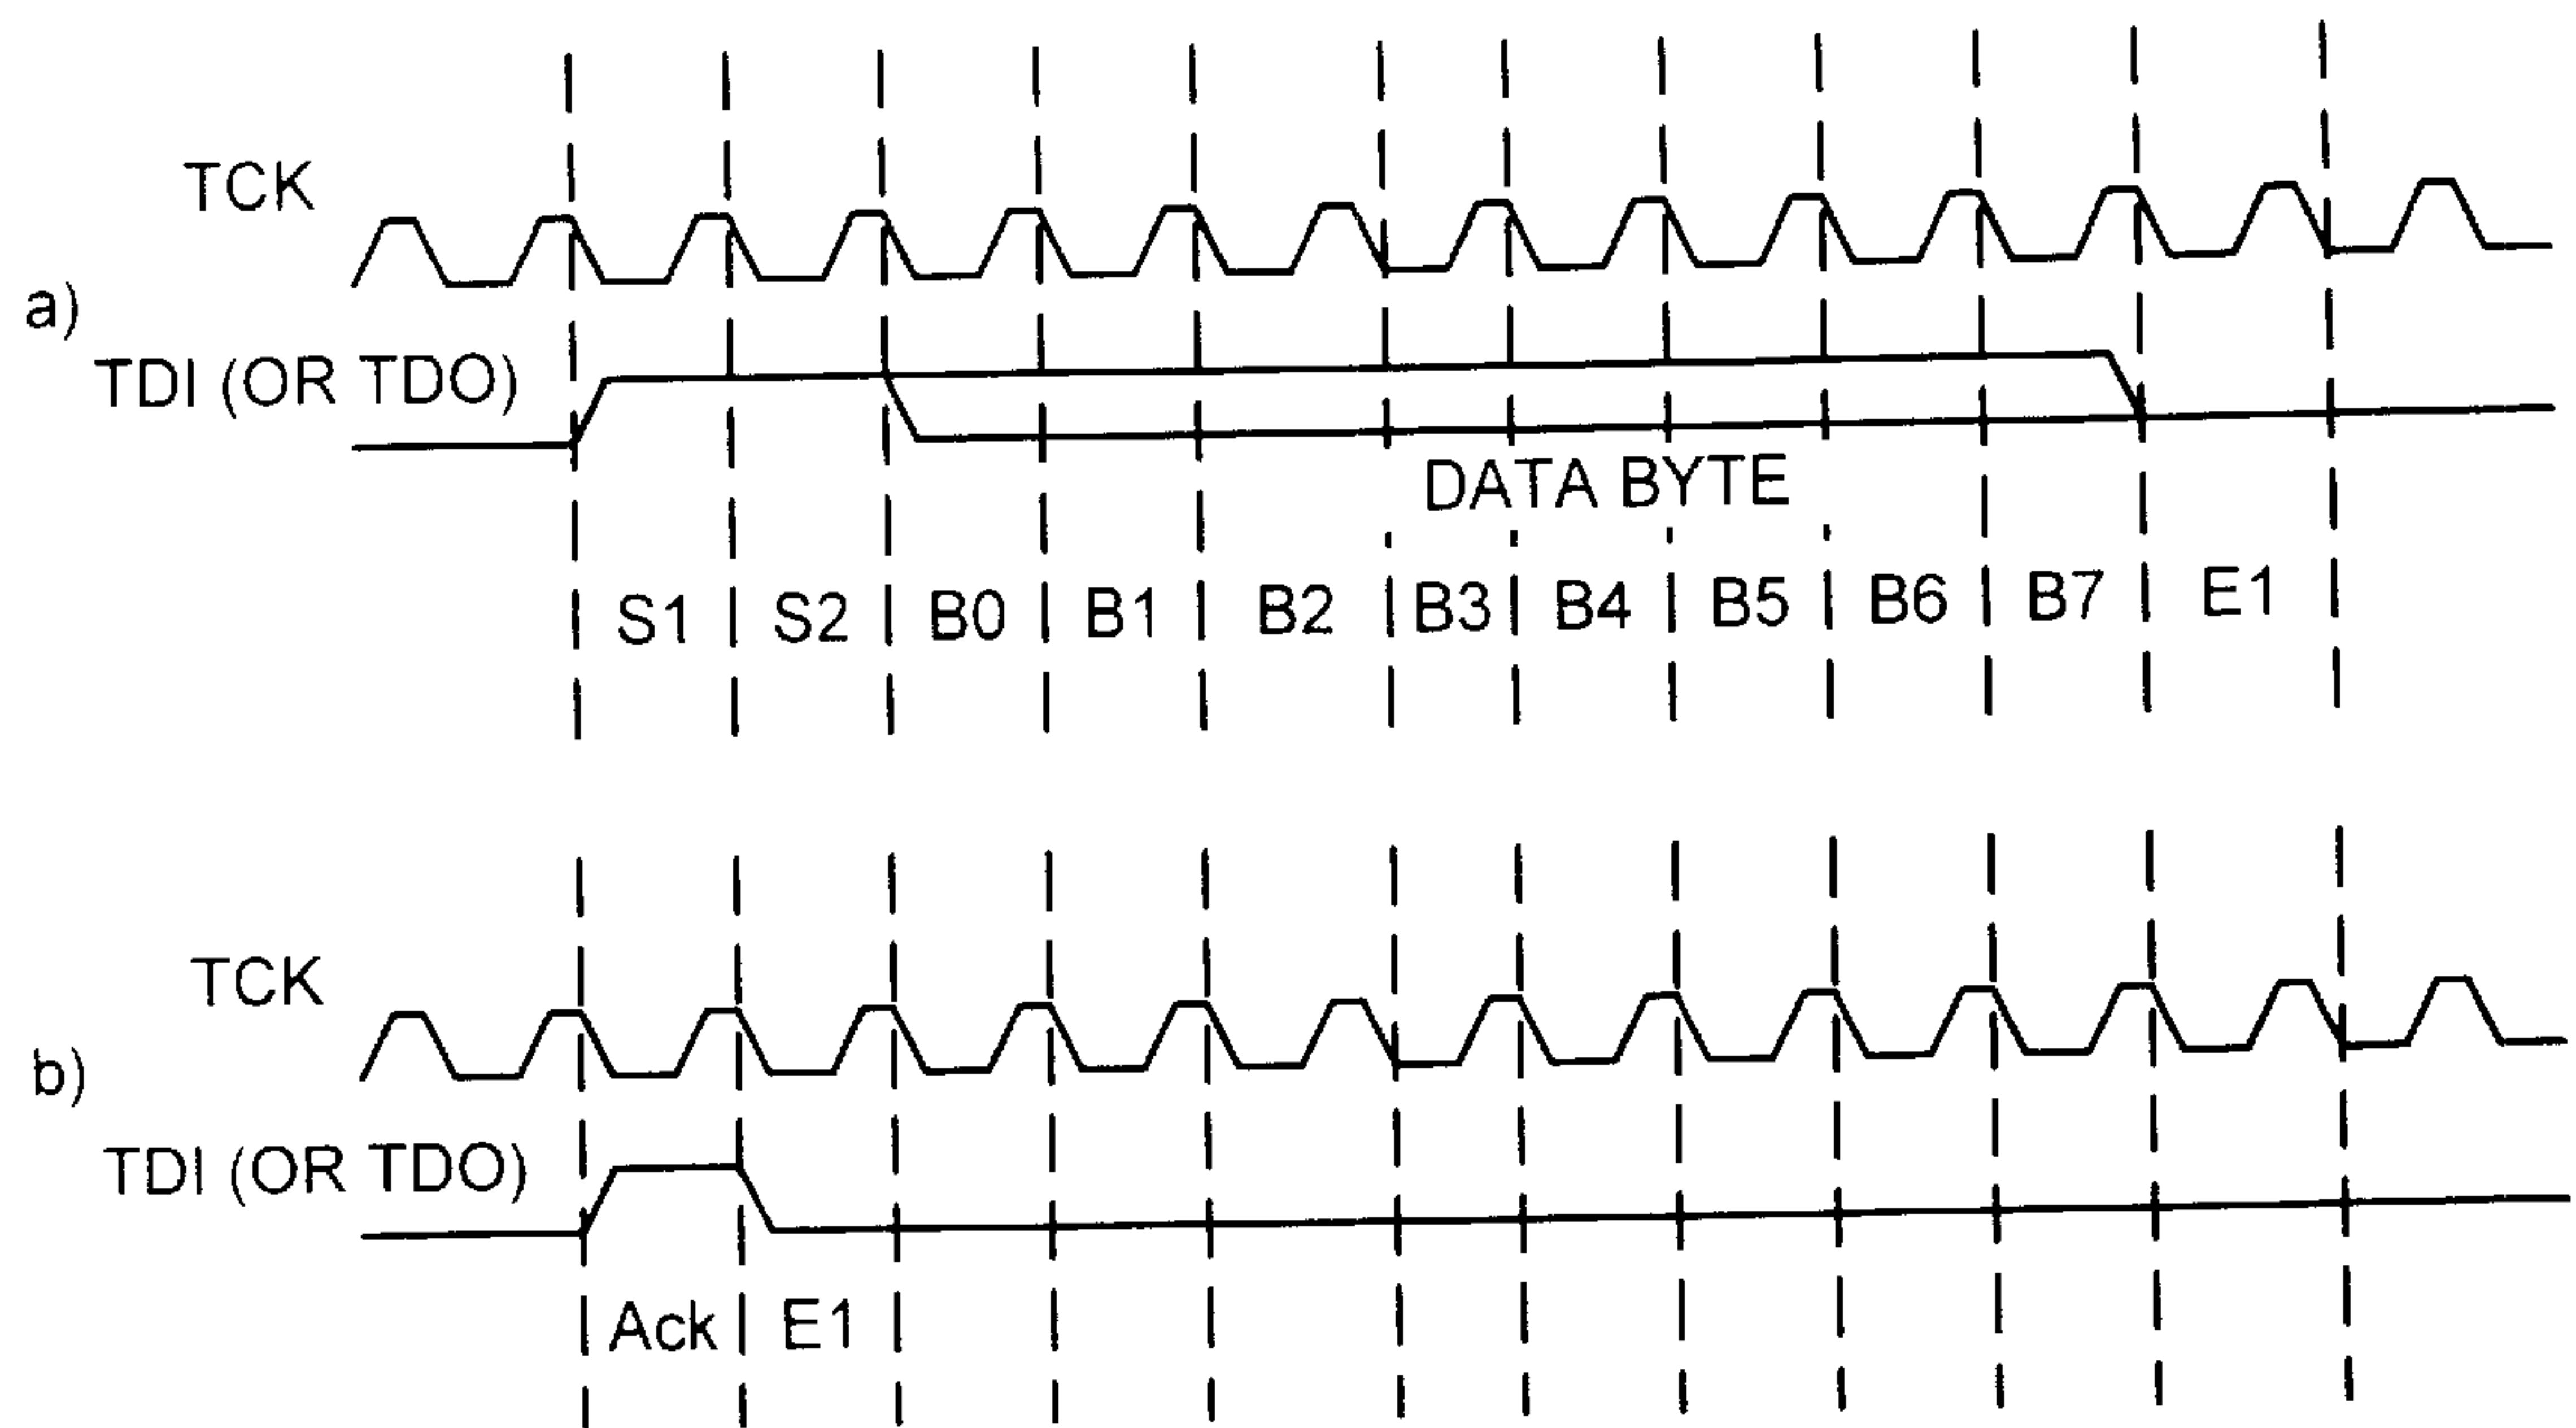 TCK
a)
TDI (OR TDO)
DATA BYTE
S1 S2 B0 B1 B2 B3 B4 B5 B6 B7 E1
TCK
b)
TDI (OR TDO)
Ack E1